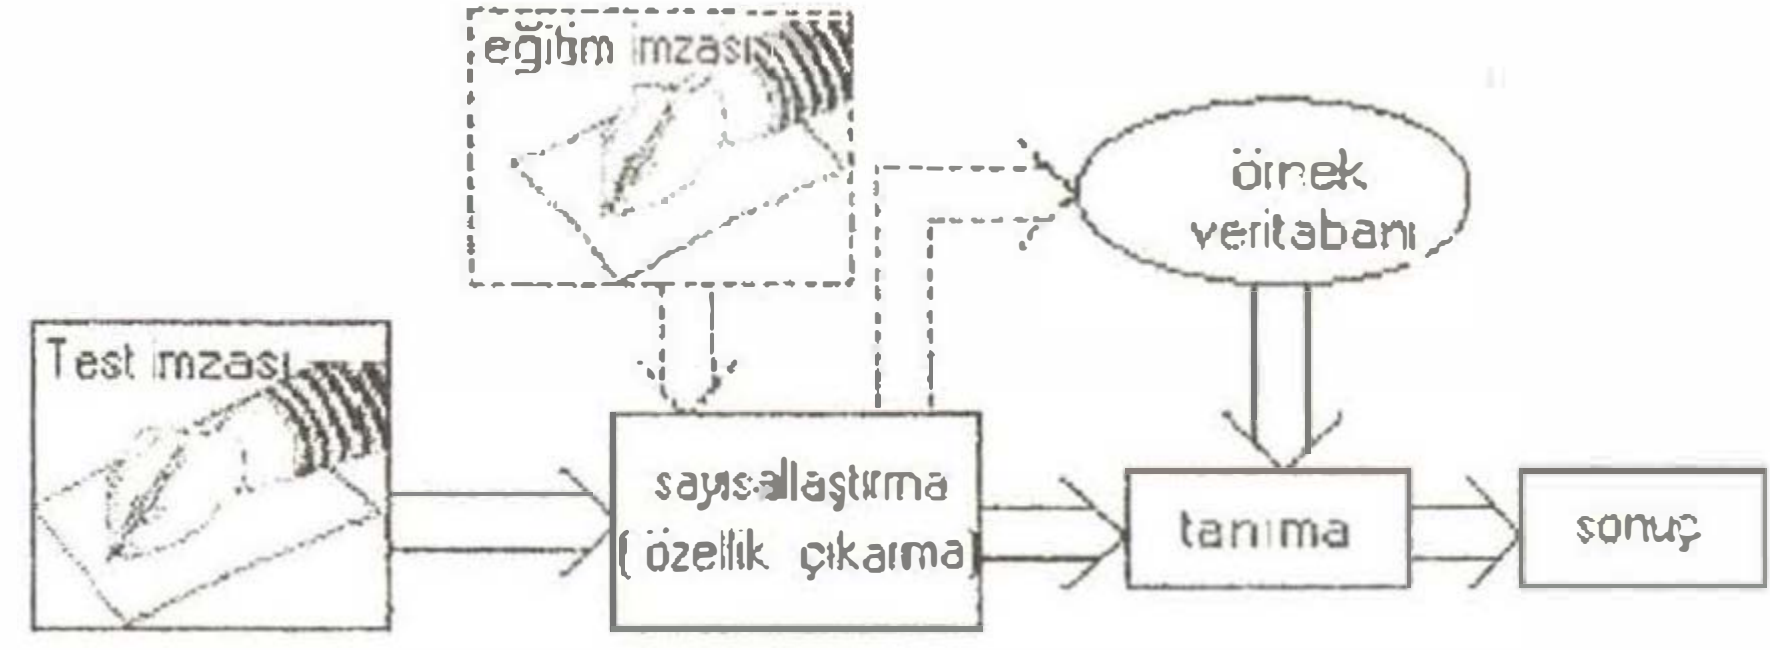 eğitim imzası
örnek
veritabanı
Test imzası
sayısallaştırma
(özellik çıkarma)
tanıma
sonuç